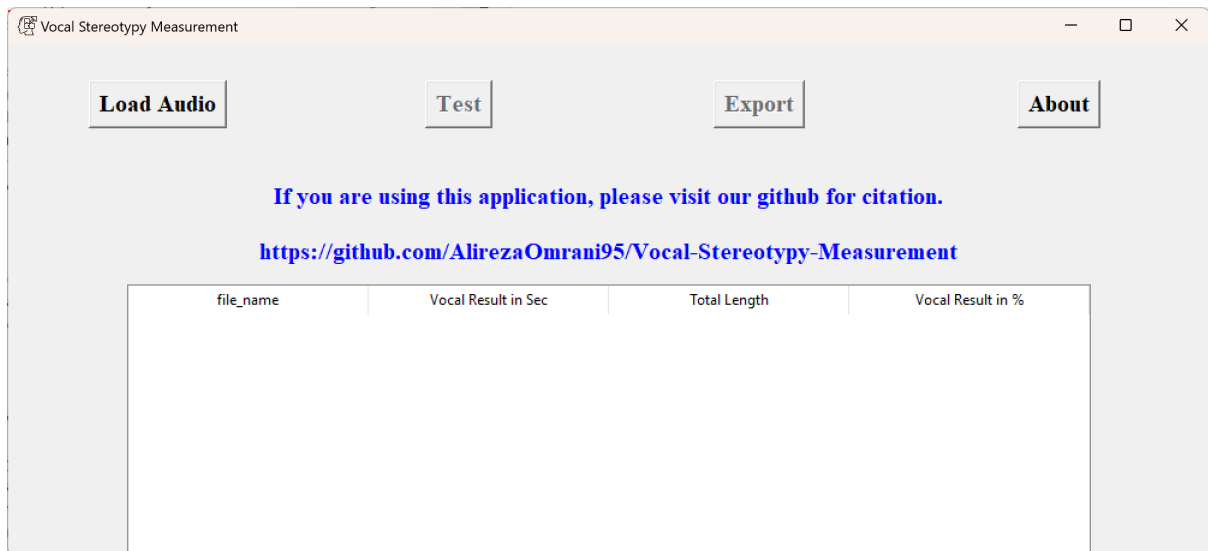 Vocal Stereotypy Measurement
Load Audio Test Export About
If you are using this application, please visit our github for citation.
https://github.com/AlirezaOmrani95/Vocal-Stereotypy-Measurement
file_name Vocal Result in Sec Total Length Vocal Result in %